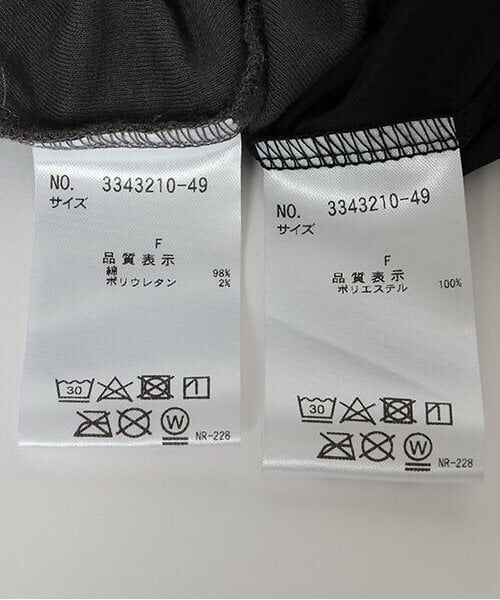 NO. 3343210-49
サイズ
F
品質表示
綿 98%
ポリウレタン 2%
30
W
NR-228
NO. 3343210-49
サイズ
F
品質表示
ポリエステル 100%
30
W
NR-228